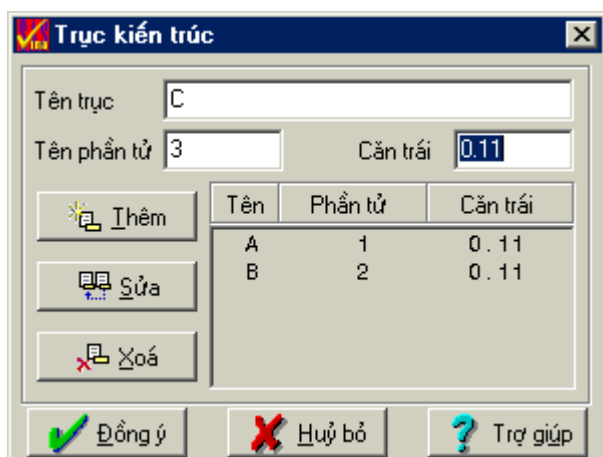 Trục kiến trúc
Tên trục C
Tên phần tử 3 Căn trái 0.11
Thêm
Sửa
Xoá
Tên Phần tử Căn trái
A 1 0.11
B 2 0.11
Đồng ý Huỷ bỏ Trợ giúp